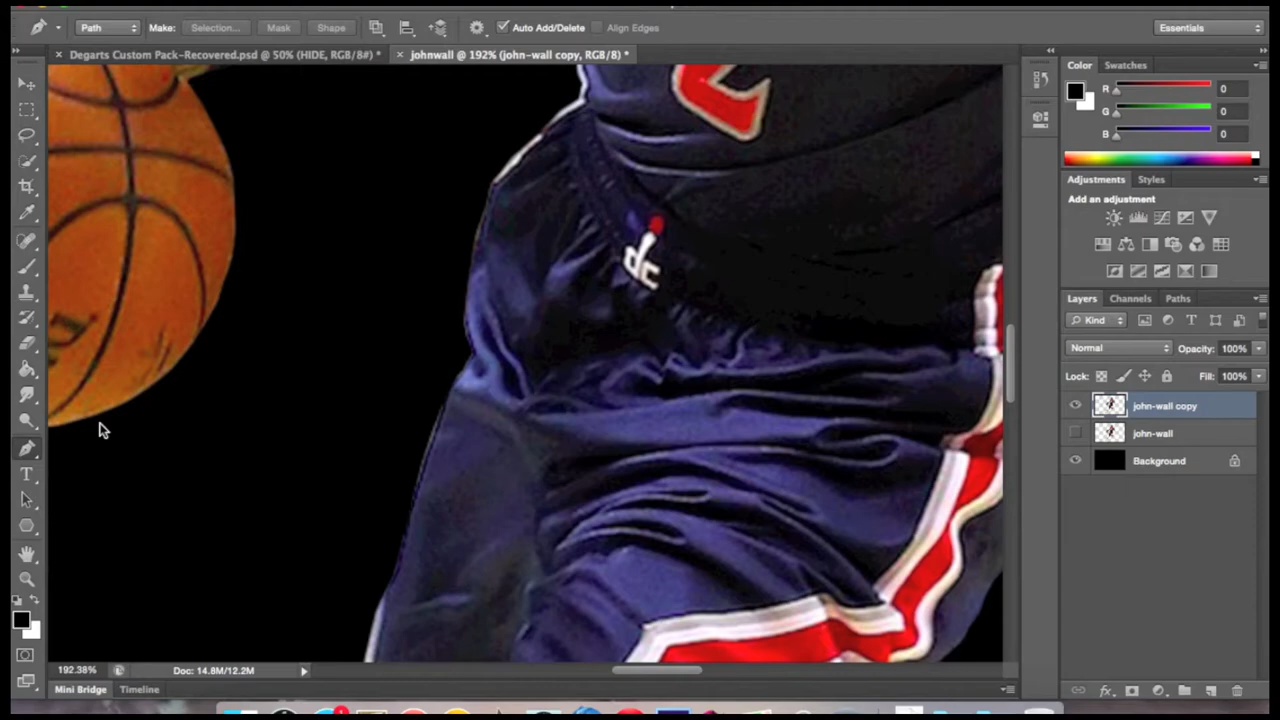 Path Make: Selection... Mask Shape Auto Add/Delete Align Edges Essentials
× Degarts Custom Pack-Recovered.psd @ 50% (HIDE, RGB/8#) * × johnwall @ 192% (john-wall copy, RGB/8) *
Color Swatches
R 0
G 0
B 0
Adjustments Styles
Add an adjustment
Layers Channels Paths
Kind T
Normal Opacity: 100%
Lock: Fill: 100%
john-wall copy
john-wall
Background
fx
T
2
dc
192.38% Doc: 14.8M/12.2M
Mini Bridge Timeline